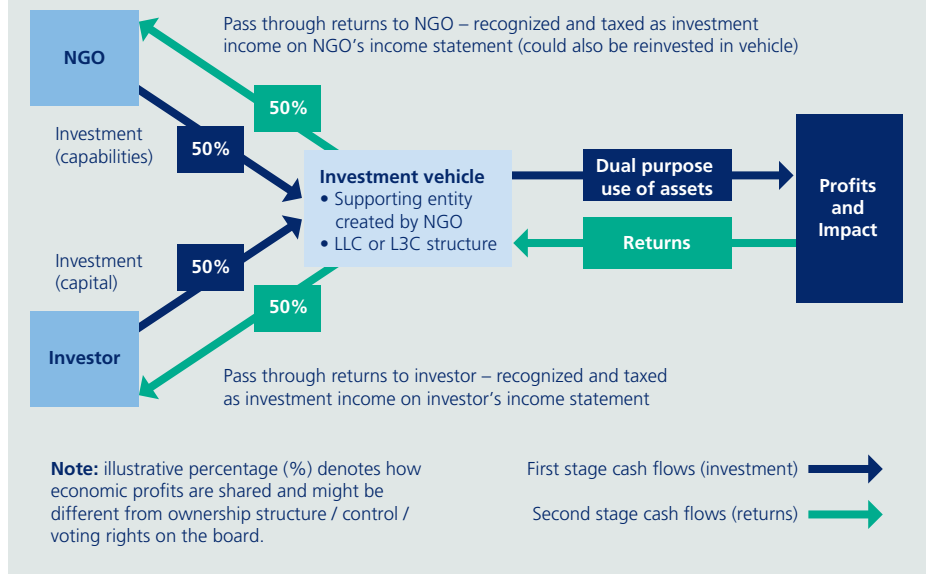 Pass through returns to NGO – recognized and taxed as investment
income on NGO’s income statement (could also be reinvested in vehicle)
NGO
50%
Investment
(capabilities)
50%
Investment vehicle
• Supporting entity
created by NGO
• LLC or L3C structure
Dual purpose
use of assets
Profits
and
Impact
Returns
Investment
(capital)
50%
50%
Investor
Pass through returns to investor – recognized and taxed
as investment income on investor’s income statement
Note: illustrative percentage (%) denotes how
economic profits are shared and might be
different from ownership structure / control /
voting rights on the board.
First stage cash flows (investment)
Second stage cash flows (returns)